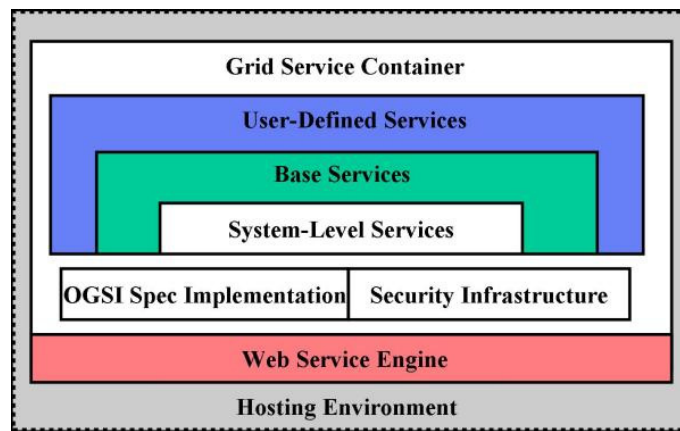 Grid Service Container
User-Defined Services
Base Services
System-Level Services
OGSI Spec Implementation
Security Infrastructure
Web Service Engine
Hosting Environment